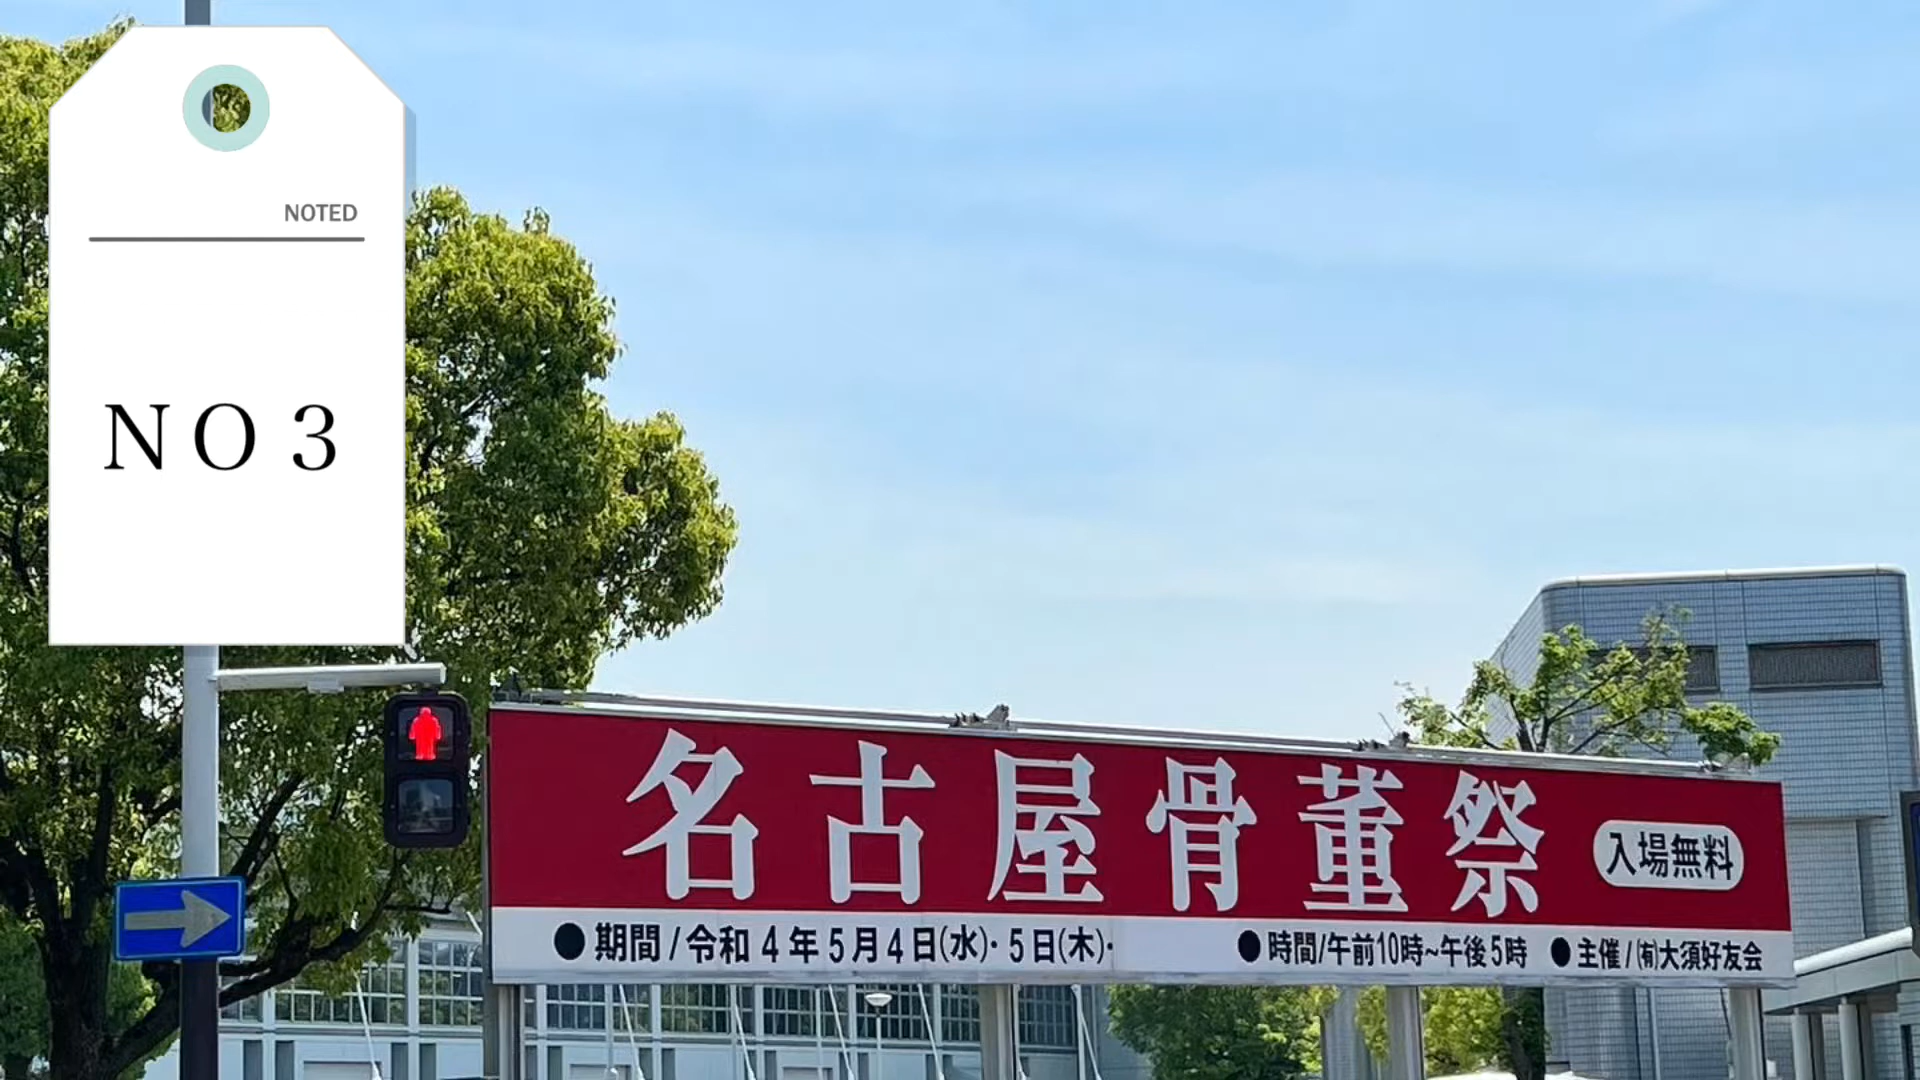 NOTED
NO 3
名古屋骨董祭 入場無料
●期間/令和4年5月4日(水)・5日(木)・ ●時間/午前10時~午後5時 ●主催/(有)大須好友会